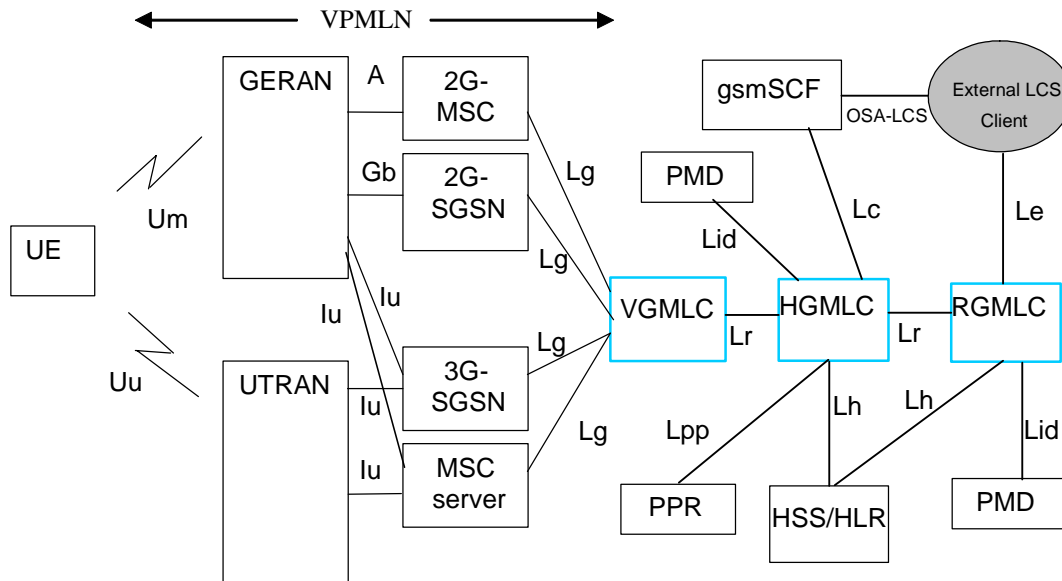 VPMLN
GERAN
A
2G-
MSC
gsmSCF
OSA-LCS
External LCS
Client
Gb
2G-
SGSN
Lg
PMD
Um
Lc
Le
Lid
UE
Lg
Iu
Iu
VGMLC
Lr
HGMLC
Lr
RGMLC
Uu
UTRAN
Iu
3G-
SGSN
Lg
Lg
Lpp
Lh
Lh
Lid
Iu
MSC
server
PPR
HSS/HLR
PMD